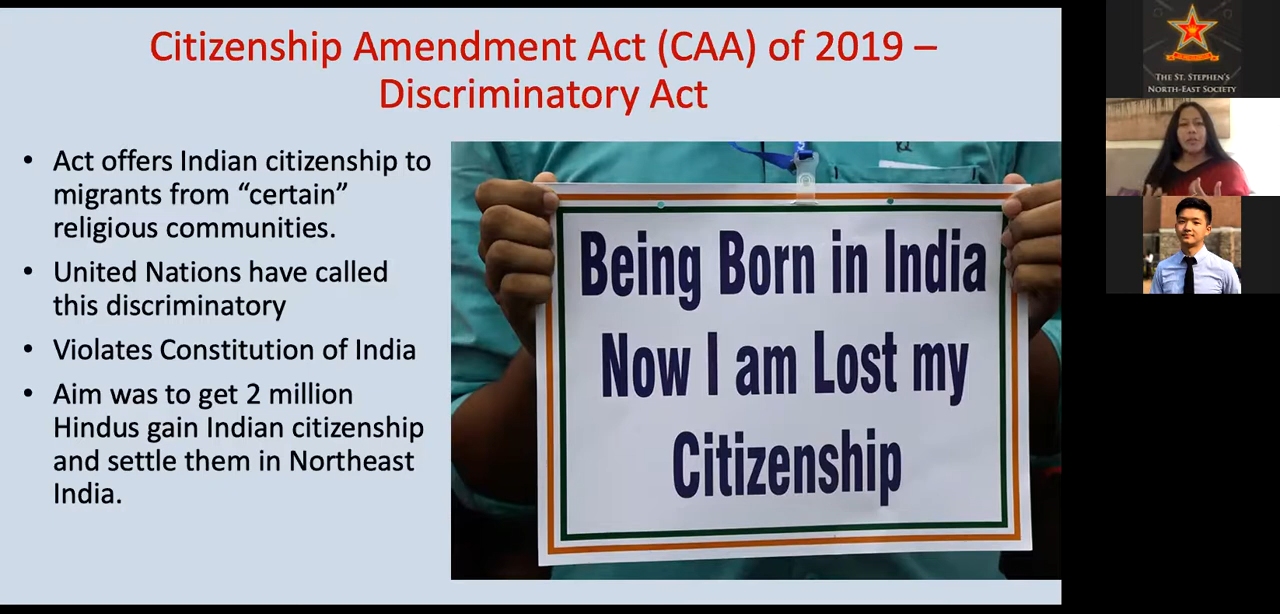 Citizenship Amendment Act (CAA) of 2019 –
Discriminatory Act
• Act offers Indian citizenship to
migrants from “certain”
religious communities.
• United Nations have called
this discriminatory
• Violates Constitution of India
• Aim was to get 2 million
Hindus gain Indian citizenship
and settle them in Northeast
India.
Being Born in India
Now I am Lost my
Citizenship
THE ST. STEPHEN'S
NORTH-EAST SOCIETY